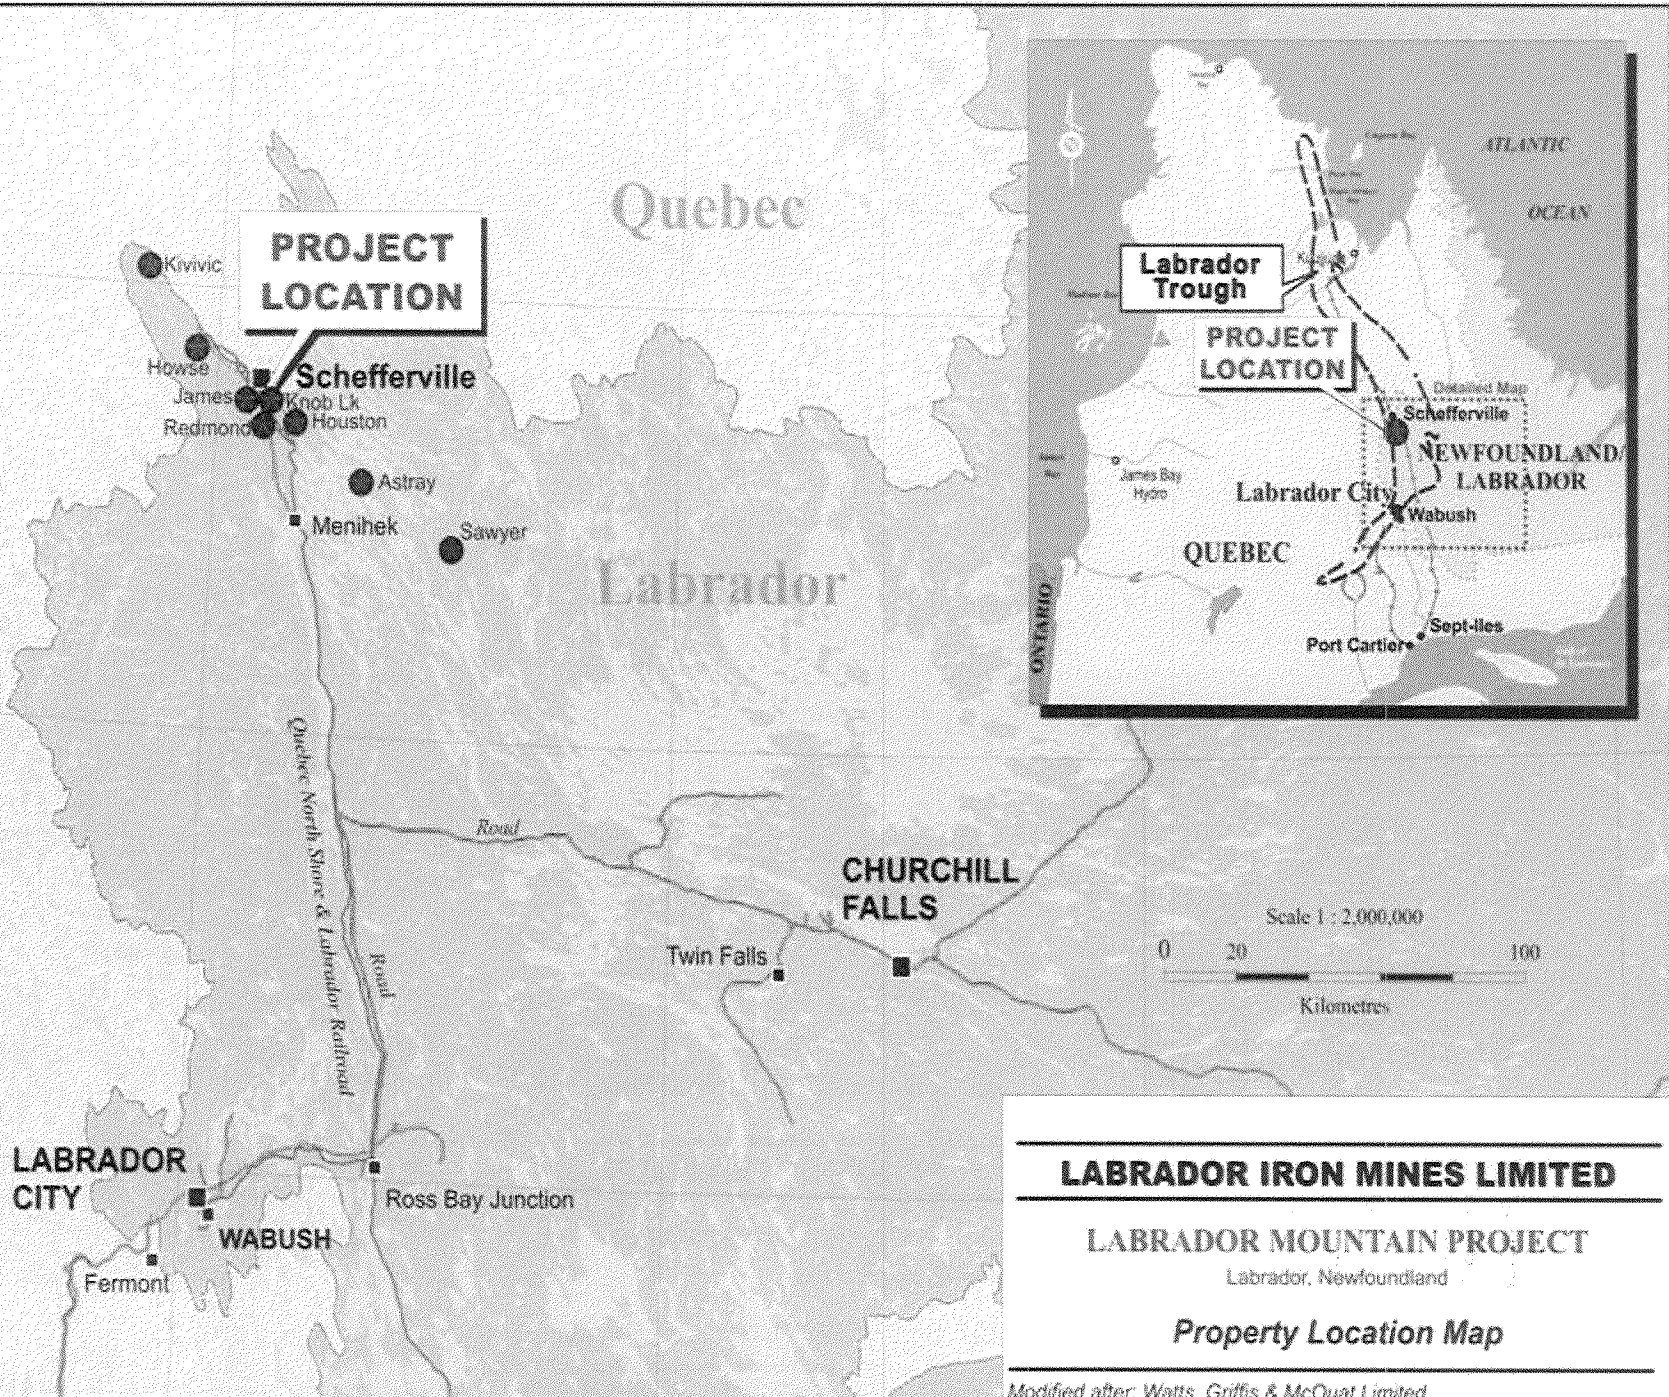 Quebec
PROJECT
LOCATION
Kivivic
Howse
Schefferville
James
Knob Lk
Redmond
Houston
Astray
Menihek
Sawyer
Labrador
Quebec North Shore & Labrador Railroad
Road
Road
CHURCHILL
FALLS
Twin Falls
LABRADOR
CITY
WABUSH
Fermont
Ross Bay Junction
Scale 1 : 2,000,000
0 20 100
Kilometres
ATLANTIC
OCEAN
Labrador
Trough
PROJECT
LOCATION
Detailed Map
Schefferville
NEWFOUNDLAND/
LABRADOR
James Bay
Hydro
Labrador City
Wabush
QUEBEC
ONTARIO
Sept-Iles
Port Cartier
LABRADOR IRON MINES LIMITED
LABRADOR MOUNTAIN PROJECT
Labrador, Newfoundland
Property Location Map
Modified after: Watts, Griffis & McOuat Limited